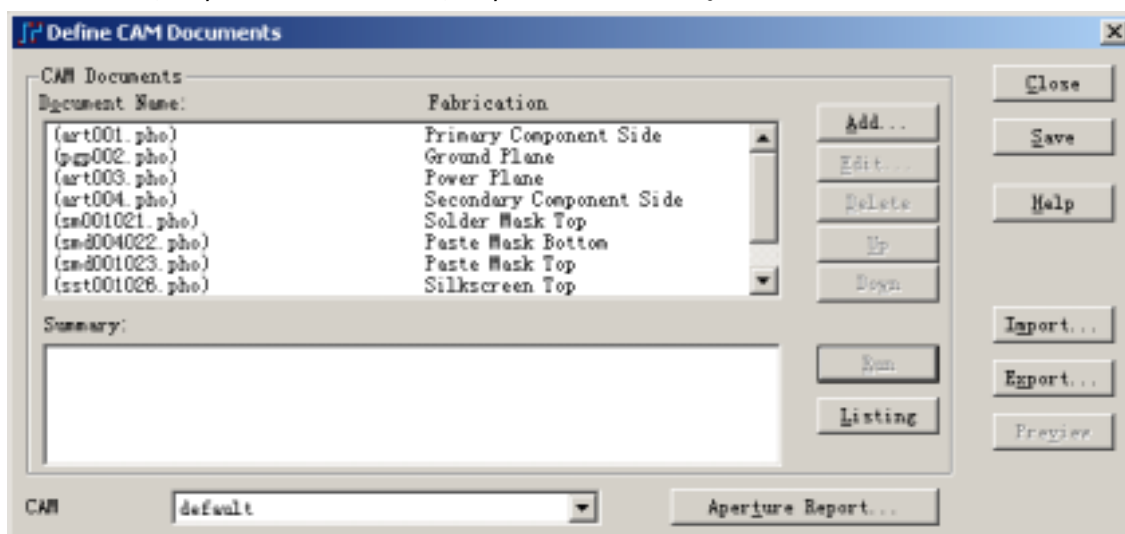 Define CAM Documents
CAM Documents
Document Name:
Fabrication
(art001.pho) Primary Component Side
(pgp002.pho) Ground Plane
(art003.pho) Power Plane
(art004.pho) Secondary Component Side
(sm001021.pho) Solder Mask Top
(smd004022.pho) Paste Mask Bottom
(smd001023.pho) Paste Mask Top
(sst001026.pho) Silkscreen Top
Add...
Edit...
Delete
Up
Down
Summary:
Run
Listing
Close
Save
Help
Import...
Export...
Preview
CAM
default
Aperture Report...